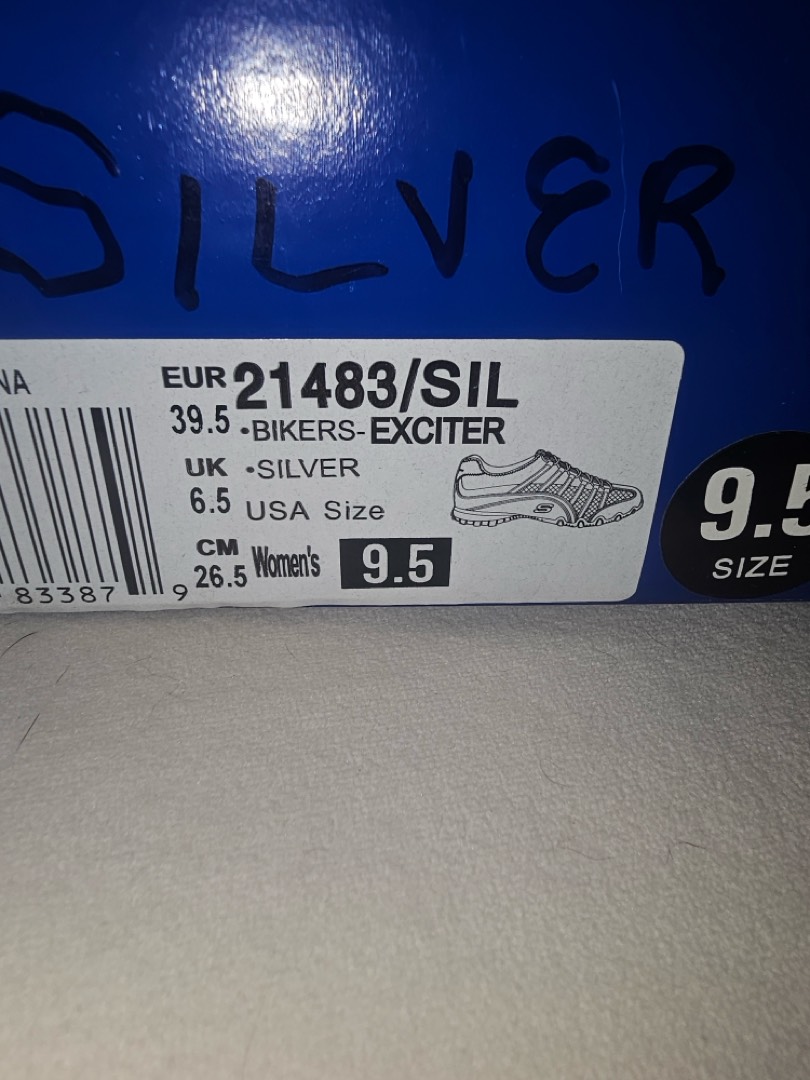 SILVER
EUR 21483/SIL
39.5 •BIKERS-EXCITER
UK •SILVER
6.5 USA Size
CM
26.5 Women's 9.5
83387 9
9.5
SIZE